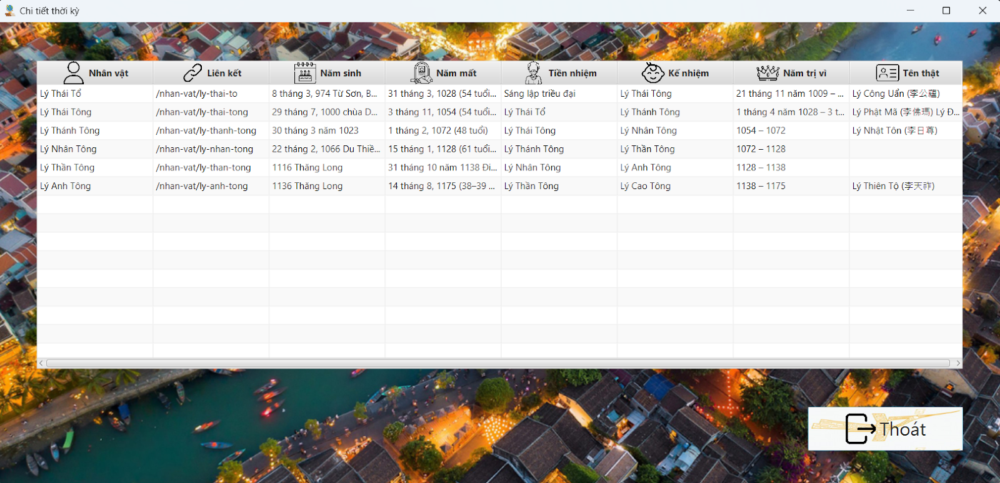 Chi tiết thời kỳ
Nhân vật Liên kết Năm sinh Năm mất Tiền nhiệm Kế nhiệm Năm trị vì Tên thật
Lý Thái Tổ /nhan-vat/ly-thai-to 8 tháng 3, 974 Từ Sơn, B... 31 tháng 3, 1028 (54 tuổi... Sáng lập triều đại Lý Thái Tông 21 tháng 11 năm 1009 – ... Lý Công Uẩn (李公蘊)
Lý Thái Tông /nhan-vat/ly-thai-tong 29 tháng 7, 1000 chùa D... 3 tháng 11, 1054 (54 tuổi... Lý Thái Tổ Lý Thánh Tông 1 tháng 4 năm 1028 – 3 t... Lý Phật Mã (李佛瑪) Lý Đ...
Lý Thánh Tông /nhan-vat/ly-thanh-tong 30 tháng 3 năm 1023 1 tháng 2, 1072 (48 tuổi) Lý Thái Tông Lý Nhân Tông 1054 – 1072 Lý Nhật Tôn (李日尊)
Lý Nhân Tông /nhan-vat/ly-nhan-tong 22 tháng 2, 1066 Du Thiề... 15 tháng 1, 1128 (61 tuổi... Lý Thánh Tông Lý Thần Tông 1072 – 1128
Lý Thần Tông /nhan-vat/ly-than-tong 1116 Thăng Long 31 tháng 10 năm 1138 Đi... Lý Nhân Tông Lý Anh Tông 1128 – 1138
Lý Anh Tông /nhan-vat/ly-anh-tong 1136 Thăng Long 14 tháng 8, 1175 (38–39 ... Lý Thần Tông Lý Cao Tông 1138 – 1175 Lý Thiên Tộ (李天祚)
Thoát